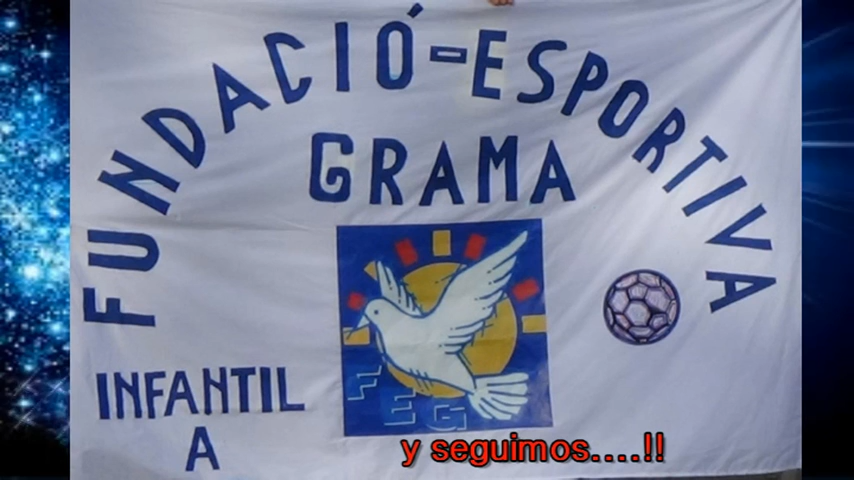 FUNDACIÓ-ESPORTIVA
GRAMA
FEG
INFANTIL
A
y seguimos....!!